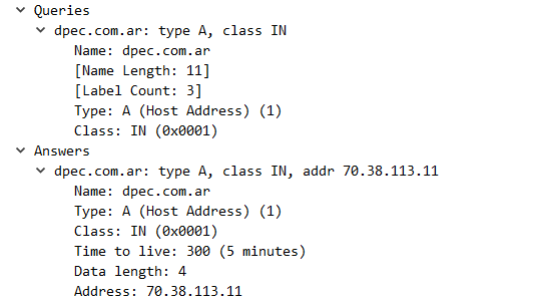 Queries
dpec.com.ar: type A, class IN
Name: dpec.com.ar
[Name Length: 11]
[Label Count: 3]
Type: A (Host Address) (1)
Class: IN (0x0001)
Answers
dpec.com.ar: type A, class IN, addr 70.38.113.11
Name: dpec.com.ar
Type: A (Host Address) (1)
Class: IN (0x0001)
Time to live: 300 (5 minutes)
Data length: 4
Address: 70.38.113.11